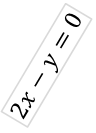 2x − y = 0